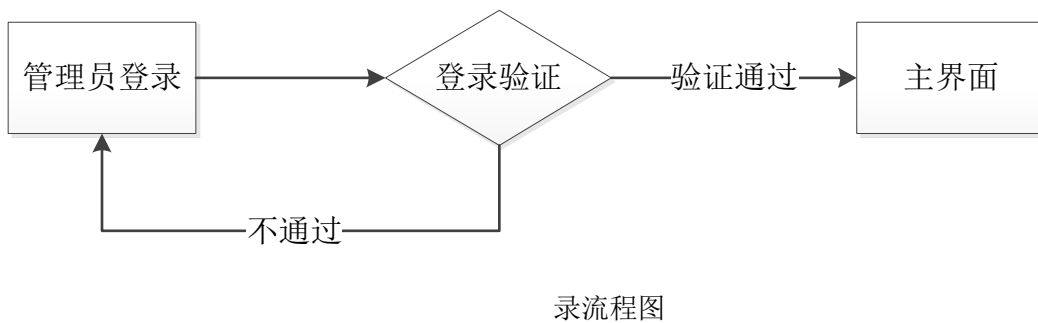 管理员登录
登录验证
验证通过
主界面
不通过
录流程图